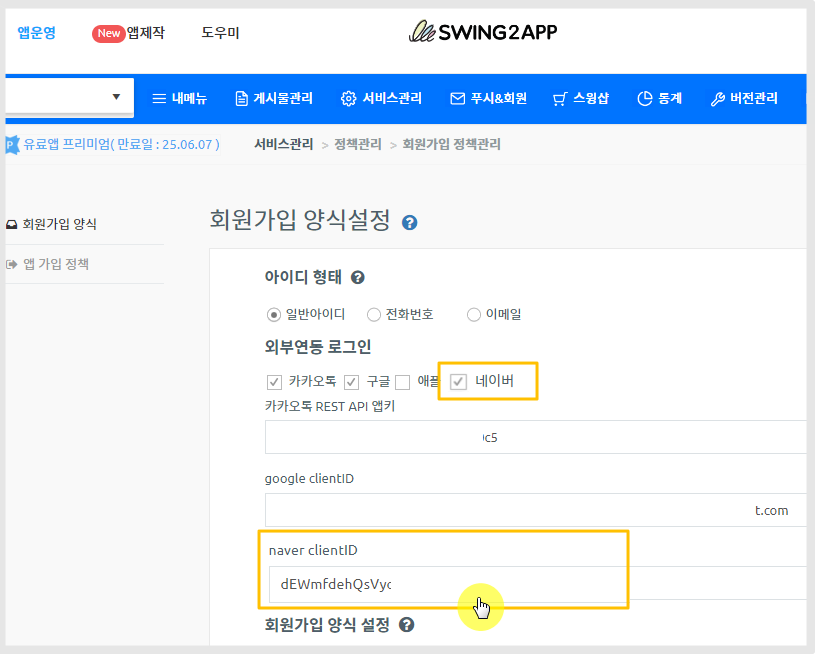 앱운영 New 앱제작 도우미 SWING2APP
내메뉴 게시물관리 서비스관리 푸시&회원 스윙샵 통계 버전관리
P 유료앱 프리미엄( 만료일 : 25.06.07 ) 서비스관리 > 정책관리 > 회원가입 정책관리
회원가입 양식
앱 가입 정책
회원가입 양식설정
아이디 형태
일반아이디 전화번호 이메일
외부연동 로그인
카카오톡 구글 애플 네이버
카카오톡 REST API 앱키
c5
google clientID
t.com
naver clientID
dEWmfdehQsVyc
회원가입 양식 설정